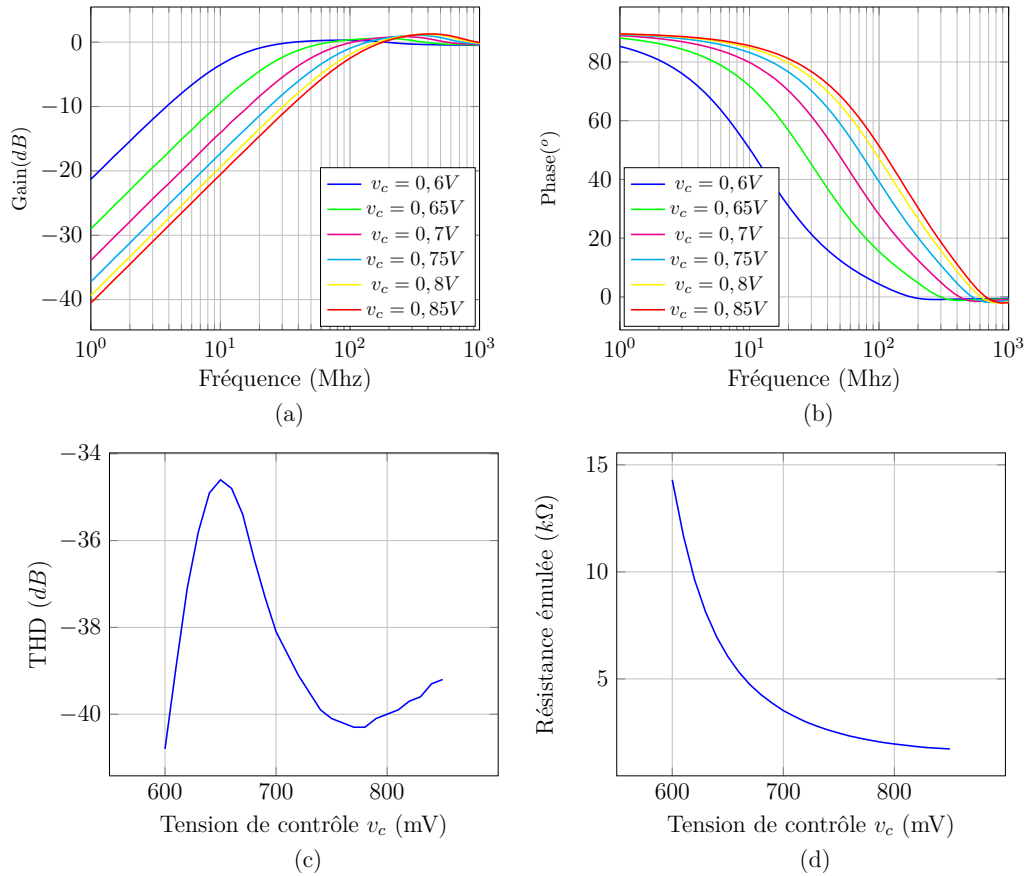 0
−10
−20
−30
−40
Gain(dB)
v_c = 0, 6V
v_c = 0, 65V
v_c = 0, 7V
v_c = 0, 75V
v_c = 0, 8V
v_c = 0, 85V
10^0 10^1 10^2 10^3
Fréquence (Mhz)
(a)
80
60
40
20
0
Phase(^o)
v_c = 0, 6V
v_c = 0, 65V
v_c = 0, 7V
v_c = 0, 75V
v_c = 0, 8V
v_c = 0, 85V
10^0 10^1 10^2 10^3
Fréquence (Mhz)
(b)
−34
−36
−38
−40
THD (dB)
600 700 800
Tension de contrôle v_c (mV)
(c)
15
10
5
Résistance émulée (kΩ)
600 700 800
Tension de contrôle v_c (mV)
(d)